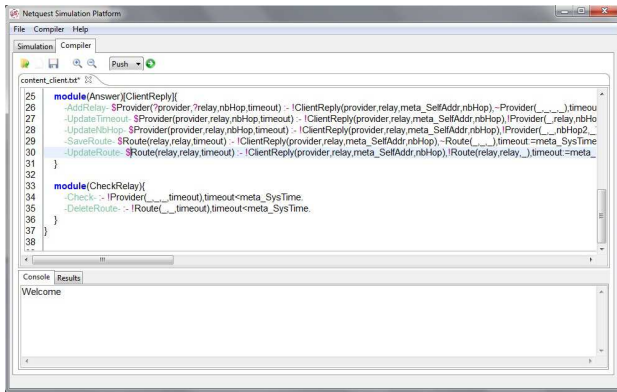 Netquest Simulation Platform
File Compiler Help
Simulation Compiler
Push
content_client.txt*
25 module(Answer)[ClientReply]{
26 -AddRelay- $Provider(?provider,?relay,nbHop,timeout) :- !ClientReply(provider,relay,meta_SelfAddr,nbHop),~Provider(_,_,_,_),timeou
27 -UpdateTimeout- $Provider(provider,relay,nbHop,timeout) :- !ClientReply(provider,relay,meta_SelfAddr,nbHop),!Provider(_,relay,nbHo
28 -UpdateNbHop- $Provider(provider,relay,nbHop,timeout) :- !ClientReply(provider,relay,meta_SelfAddr,nbHop),!Provider(_,_,nbHop2,_
29 -SaveRoute- $Route(relay,relay,timeout) :- !ClientReply(provider,relay,meta_SelfAddr,nbHop),~Route(_,_,_),timeout:=meta_SysTime
30 -UpdateRoute- $Route(relay,relay,timeout) :- !ClientReply(provider,relay,meta_SelfAddr,nbHop),!Route(relay,relay,_),timeout:=meta_
31 }
32
33 module(CheckRelay){
34 -Check- :- !Provider(_,_,_,timeout),timeout<meta_SysTime.
35 -DeleteRoute- :- !Route(_,_,timeout),timeout<meta_SysTime.
36 }
37 }
38
Console Results
Welcome